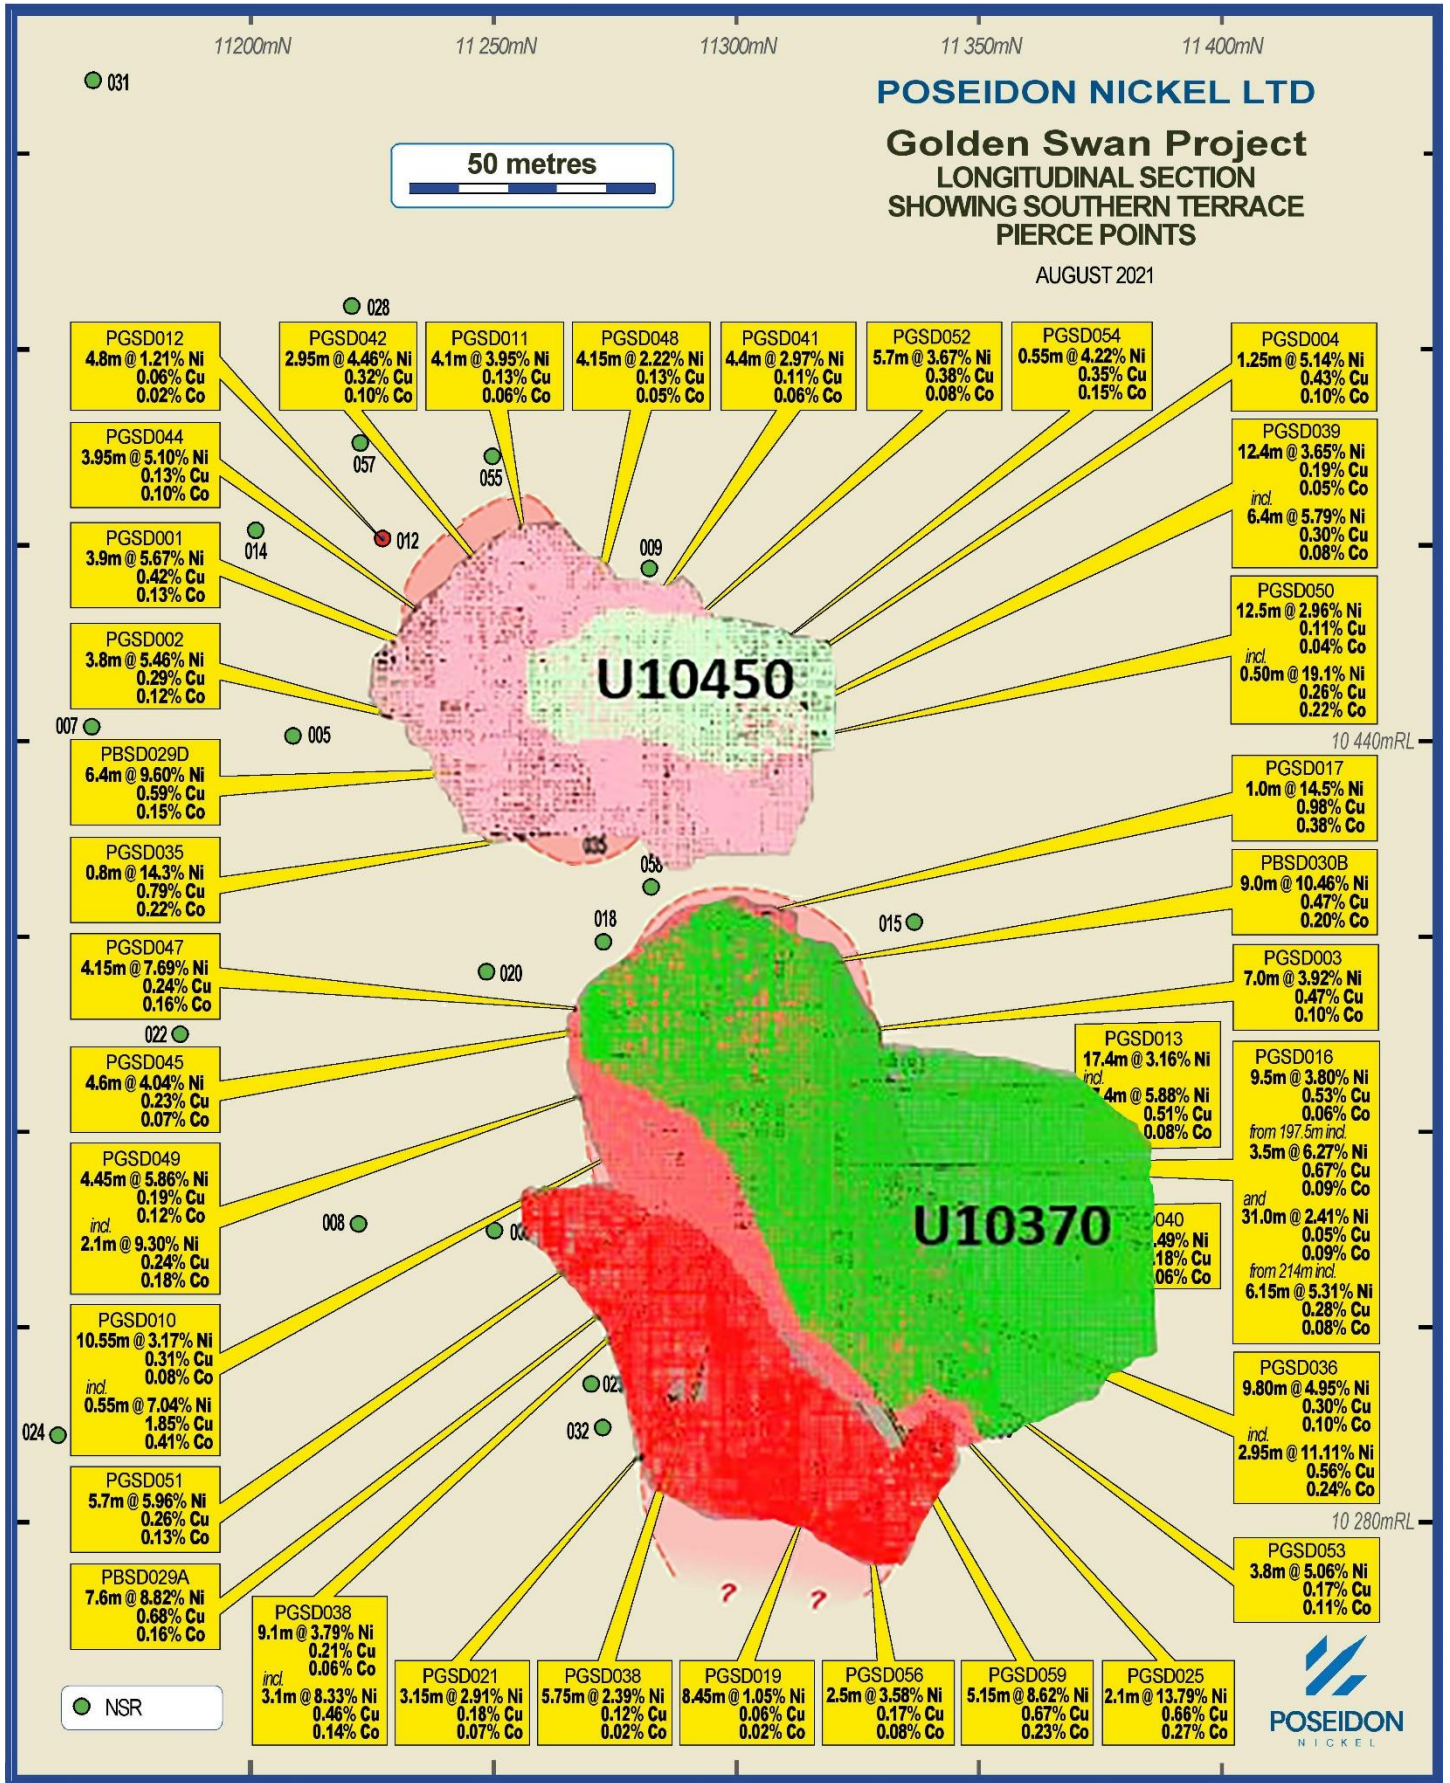 11200mN
11 250mN
11300mN
11 350mN
11 400mN
031
POSEIDON NICKEL LTD
Golden Swan Project
LONGITUDINAL SECTION
SHOWING SOUTHERN TERRACE
PIERCE POINTS
AUGUST 2021
50 metres
028
PGSD012
4.8m @ 1.21% Ni
0.06% Cu
0.02% Co
PGSD042
2.95m @ 4.46% Ni
0.32% Cu
0.10% Co
PGSD011
4.1m @ 3.95% Ni
0.13% Cu
0.06% Co
PGSD048
4.15m @ 2.22% Ni
0.13% Cu
0.05% Co
PGSD041
4.4m @ 2.97% Ni
0.11% Cu
0.06% Co
PGSD052
5.7m @ 3.67% Ni
0.38% Cu
0.08% Co
PGSD054
0.55m @ 4.22% Ni
0.35% Cu
0.15% Co
PGSD004
1.25m @ 5.14% Ni
0.43% Cu
0.10% Co
PGSD044
3.95m @ 5.10% Ni
0.13% Cu
0.10% Co
057
055
PGSD039
12.4m @ 3.65% Ni
0.19% Cu
0.05% Co
incl.
6.4m @ 5.79% Ni
0.30% Cu
0.08% Co
PGSD001
3.9m @ 5.67% Ni
0.42% Cu
0.13% Co
014
012
009
PGSD050
12.5m @ 2.96% Ni
0.11% Cu
0.04% Co
incl.
0.50m @ 19.1% Ni
0.26% Cu
0.22% Co
PGSD002
3.8m @ 5.46% Ni
0.29% Cu
0.12% Co
U10450
007
005
10 440mRL
PBSD029D
6.4m @ 9.60% Ni
0.59% Cu
0.15% Co
PGSD017
1.0m @ 14.5% Ni
0.98% Cu
0.38% Co
PGSD035
0.8m @ 14.3% Ni
0.79% Cu
0.22% Co
035
058
PBSD030B
9.0m @ 10.46% Ni
0.47% Cu
0.20% Co
018
015
PGSD047
4.15m @ 7.69% Ni
0.24% Cu
0.16% Co
020
PGSD003
7.0m @ 3.92% Ni
0.47% Cu
0.10% Co
022
PGSD045
4.6m @ 4.04% Ni
0.23% Cu
0.07% Co
PGSD013
17.4m @ 3.16% Ni
incl.
.4m @ 5.88% Ni
0.51% Cu
0.08% Co
PGSD016
9.5m @ 3.80% Ni
0.53% Cu
0.06% Co
from 197.5m incl.
3.5m @ 6.27% Ni
0.67% Cu
0.09% Co
and
31.0m @ 2.41% Ni
0.05% Cu
0.09% Co
from 214m incl.
6.15m @ 5.31% Ni
0.28% Cu
0.08% Co
PGSD049
4.45m @ 5.86% Ni
0.19% Cu
0.12% Co
incl.
2.1m @ 9.30% Ni
0.24% Cu
0.18% Co
008
U10370
040
.49% Ni
.18% Cu
.06% Co
PGSD010
10.55m @ 3.17% Ni
0.31% Cu
0.08% Co
incl.
0.55m @ 7.04% Ni
1.85% Cu
0.41% Co
PGSD036
9.80m @ 4.95% Ni
0.30% Cu
0.10% Co
incl.
2.95m @ 11.11% Ni
0.56% Cu
0.24% Co
023
032
024
PGSD051
5.7m @ 5.96% Ni
0.26% Cu
0.13% Co
10 280mRL
PGSD053
3.8m @ 5.06% Ni
0.17% Cu
0.11% Co
PBSD029A
7.6m @ 8.82% Ni
0.68% Cu
0.16% Co
? ?
PGSD038
9.1m @ 3.79% Ni
0.21% Cu
0.06% Co
incl.
3.1m @ 8.33% Ni
0.46% Cu
0.14% Co
PGSD021
3.15m @ 2.91% Ni
0.18% Cu
0.07% Co
PGSD038
5.75m @ 2.39% Ni
0.12% Cu
0.02% Co
PGSD019
8.45m @ 1.05% Ni
0.06% Cu
0.02% Co
PGSD056
2.5m @ 3.58% Ni
0.17% Cu
0.08% Co
PGSD059
5.15m @ 8.62% Ni
0.67% Cu
0.23% Co
PGSD025
2.1m @ 13.79% Ni
0.66% Cu
0.27% Co
NSR
POSEIDON
NICKEL